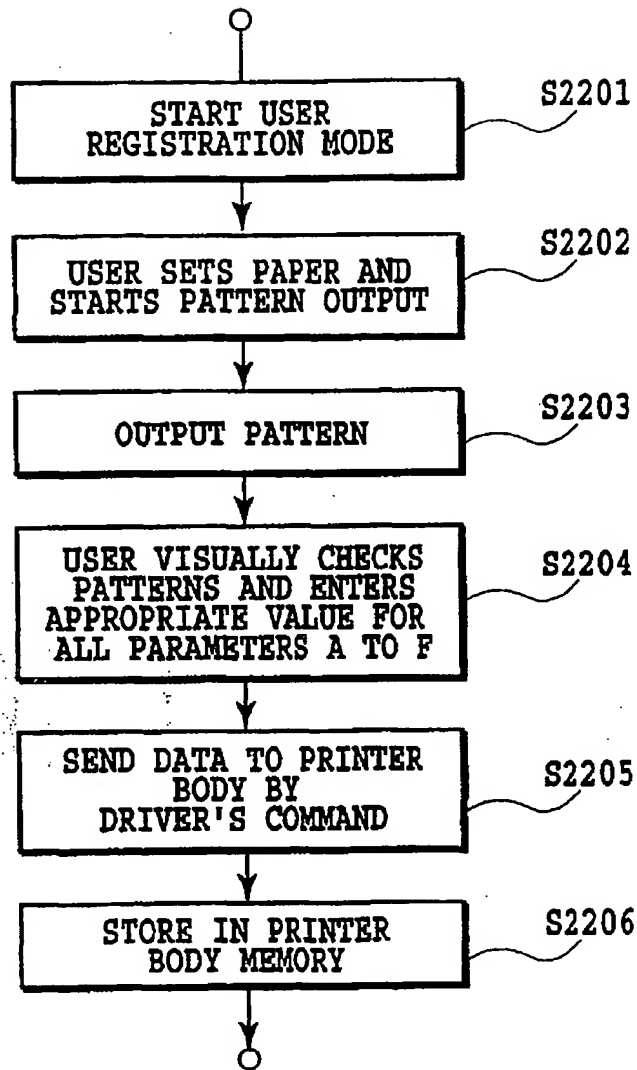 START USER
REGISTRATION MODE
S2201
USER SETS PAPER AND
STARTS PATTERN OUTPUT
S2202
OUTPUT PATTERN
S2203
USER VISUALLY CHECKS
PATTERNS AND ENTERS
APPROPRIATE VALUE FOR
ALL PARAMETERS A TO F
S2204
SEND DATA TO PRINTER
BODY BY
DRIVER'S COMMAND
S2205
STORE IN PRINTER
BODY MEMORY
S2206